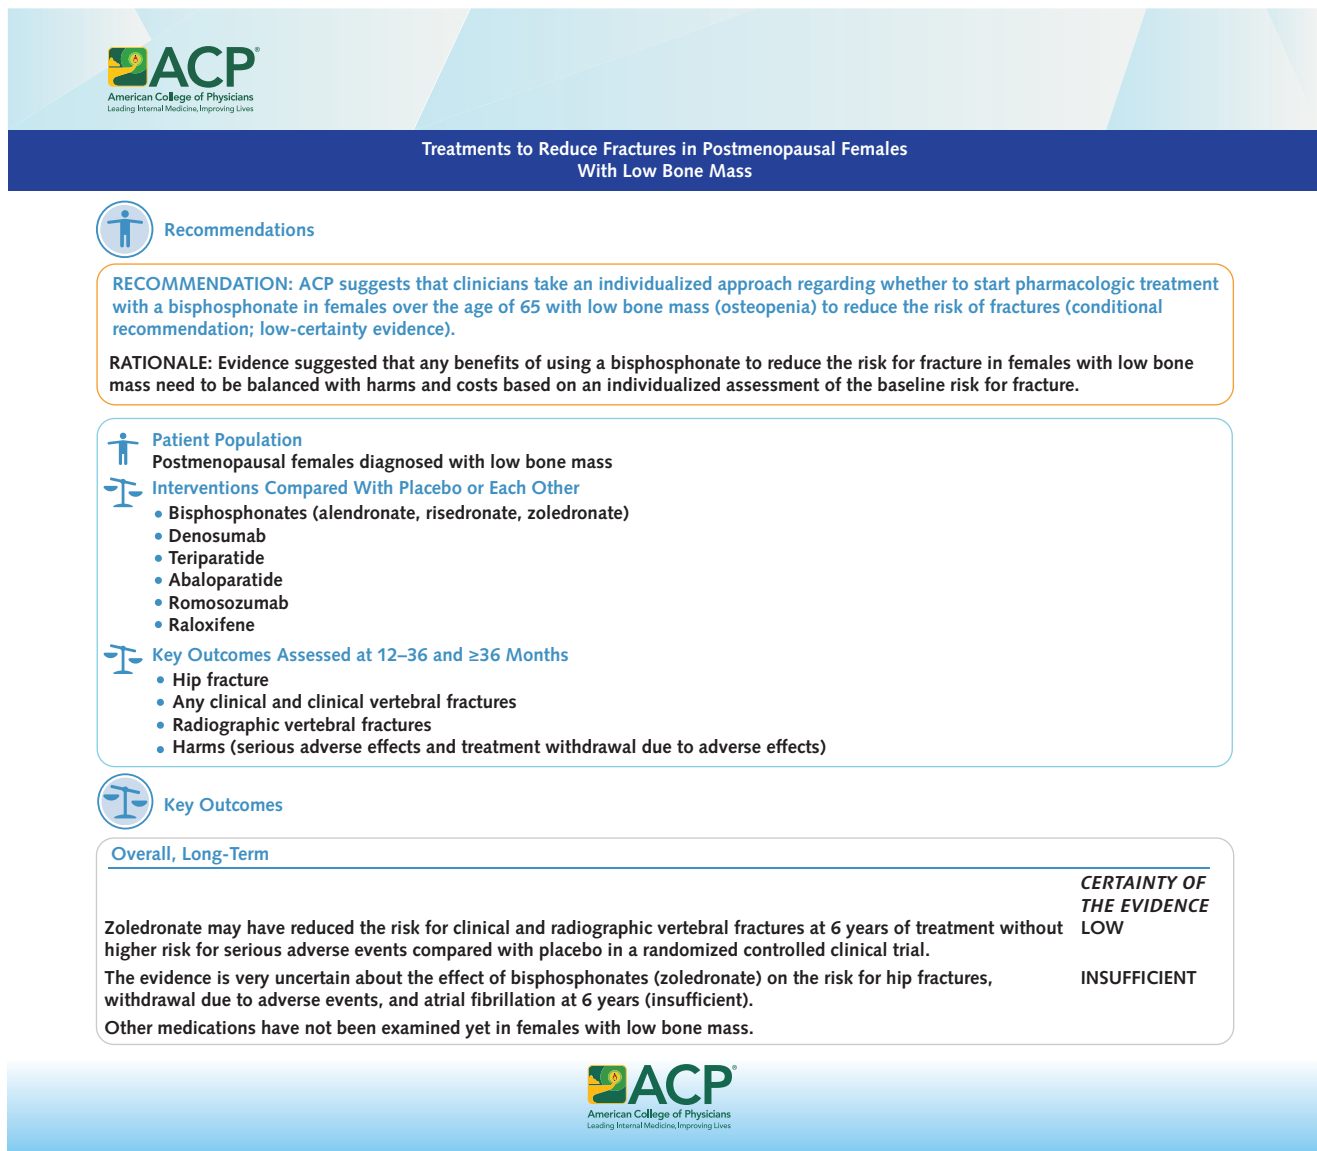 ACP®
American College of Physicians
Leading Internal Medicine, Improving Lives
Treatments to Reduce Fractures in Postmenopausal Females
With Low Bone Mass
Recommendations
RECOMMENDATION: ACP suggests that clinicians take an individualized approach regarding whether to start pharmacologic treatment
with a bisphosphonate in females over the age of 65 with low bone mass (osteopenia) to reduce the risk of fractures (conditional
recommendation; low-certainty evidence).
RATIONALE: Evidence suggested that any benefits of using a bisphosphonate to reduce the risk for fracture in females with low bone
mass need to be balanced with harms and costs based on an individualized assessment of the baseline risk for fracture.
Patient Population
Postmenopausal females diagnosed with low bone mass
Interventions Compared With Placebo or Each Other
• Bisphosphonates (alendronate, risedronate, zoledronate)
• Denosumab
• Teriparatide
• Abaloparatide
• Romosozumab
• Raloxifene
Key Outcomes Assessed at 12–36 and ≥36 Months
• Hip fracture
• Any clinical and clinical vertebral fractures
• Radiographic vertebral fractures
• Harms (serious adverse effects and treatment withdrawal due to adverse effects)
Key Outcomes
Overall, Long-Term
CERTAINTY OF
THE EVIDENCE
Zoledronate may have reduced the risk for clinical and radiographic vertebral fractures at 6 years of treatment without LOW
higher risk for serious adverse events compared with placebo in a randomized controlled clinical trial.
The evidence is very uncertain about the effect of bisphosphonates (zoledronate) on the risk for hip fractures, INSUFFICIENT
withdrawal due to adverse events, and atrial fibrillation at 6 years (insufficient).
Other medications have not been examined yet in females with low bone mass.
ACP®
American College of Physicians
Leading Internal Medicine, Improving Lives